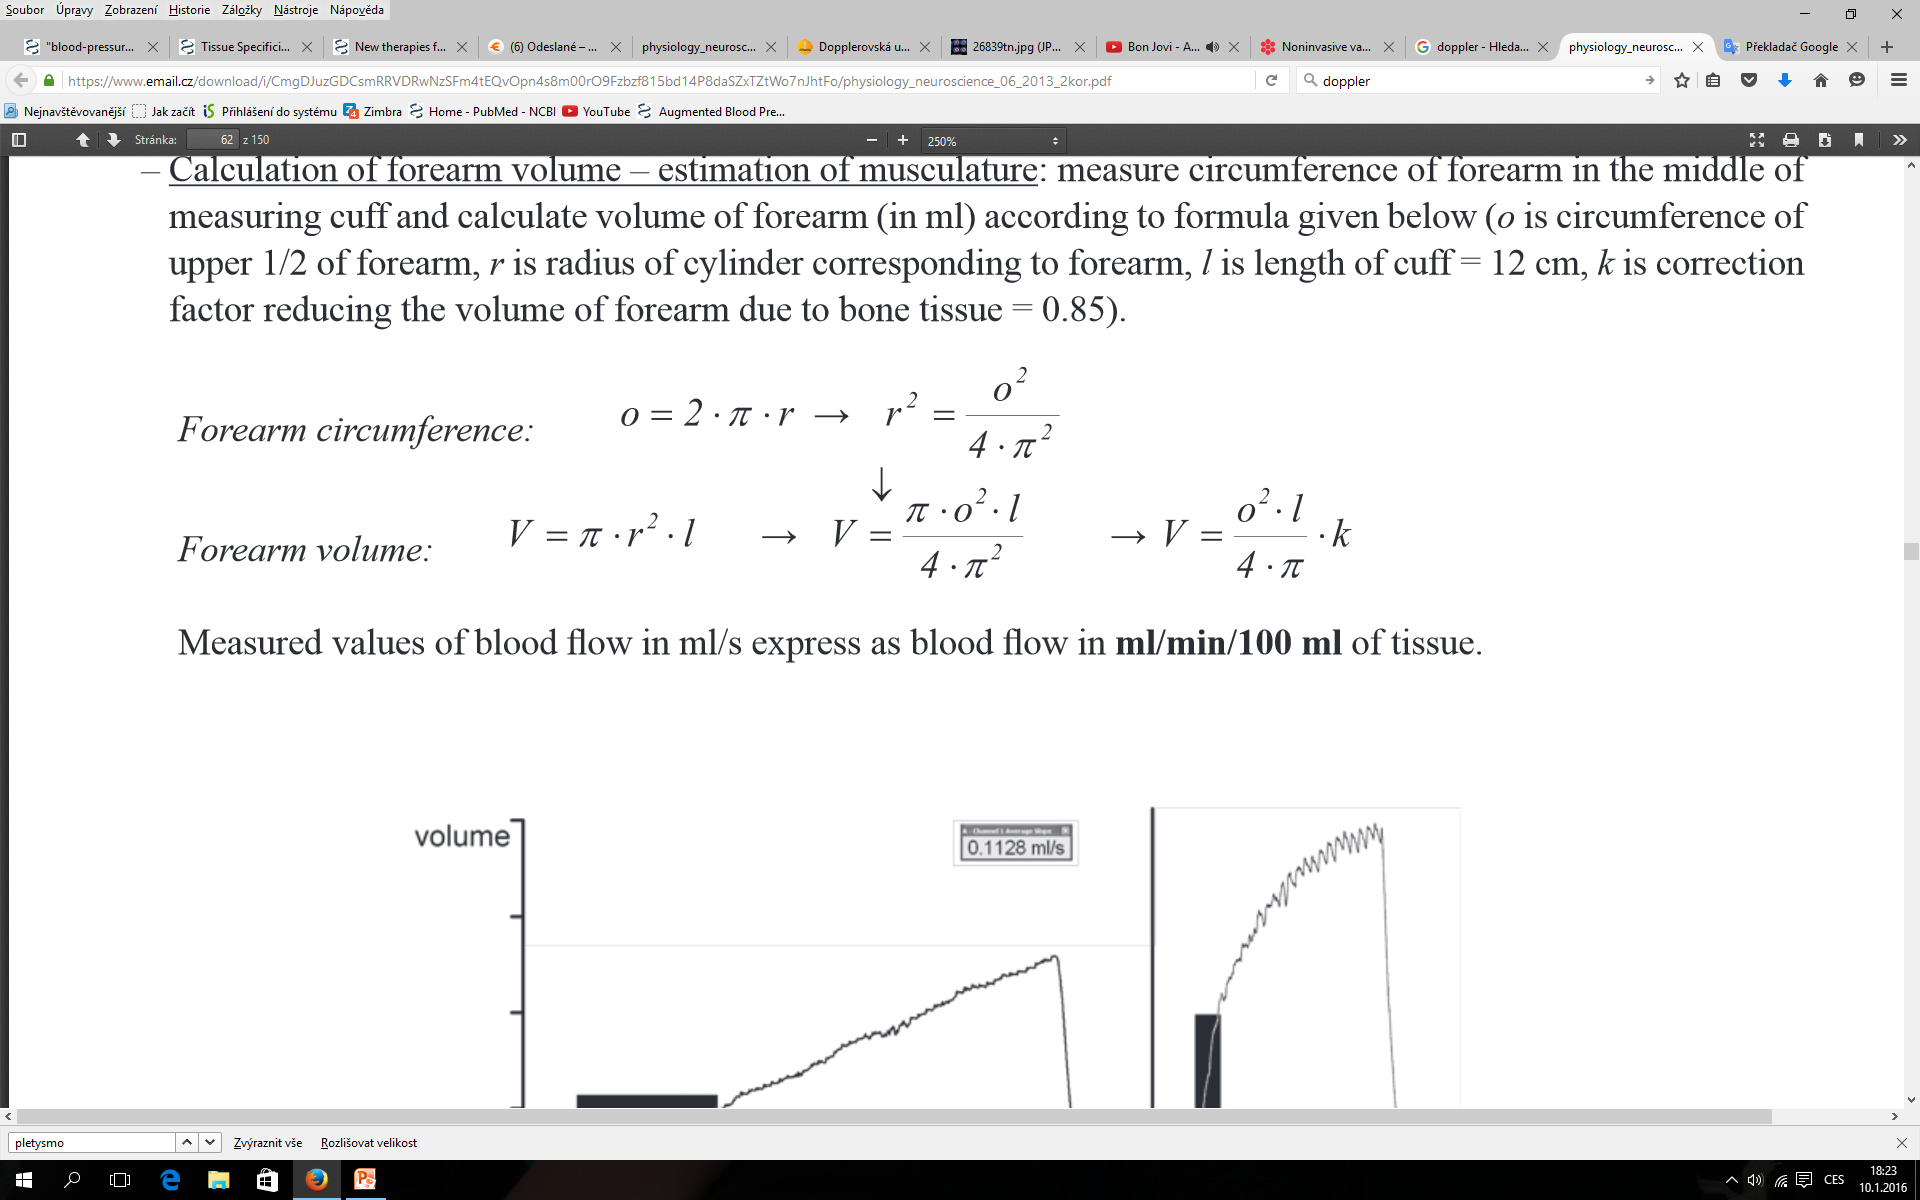 Soubor Úpravy Zobrazení Historie Záložky Nástroje Nápověda
"blood-pressur... Tissue Specifici... New therapies f... (6) Odeslané – ... physiology_neurosc... Dopplerovská u... 26839tn.jpg (JP... Bon Jovi - A... Noninvasive va... doppler - Hleda... physiology_neurosc... Překladač Google
https://www.email.cz/download/i/CmgDJuzGDCsmRRVDRwNzSFm4tEQvOpn4s8m00rO9Fzbzf815bd14P8daSZxTZtWo7nJhtFo/physiology_neuroscience_06_2013_2kor.pdf doppler
Nejnavštěvovanější Jak začít Přihlášení do systému Zimbra Home - PubMed - NCBI YouTube Augmented Blood Pre...
Stránka: 62 z 150 250%
– Calculation of forearm volume – estimation of musculature: measure circumference of forearm in the middle of
measuring cuff and calculate volume of forearm (in ml) according to formula given below (o is circumference of
upper 1/2 of forearm, r is radius of cylinder corresponding to forearm, l is length of cuff = 12 cm, k is correction
factor reducing the volume of forearm due to bone tissue = 0.85).
Forearm circumference: o = 2 · π · r → r² = o² / 4 · π²
↓
Forearm volume: V = π · r² · l → V = π · o² · l / 4 · π² → V = o² · l / 4 · π · k
Measured values of blood flow in ml/s express as blood flow in ml/min/100 ml of tissue.
volume
A - Channel 1 Average Slope
0.1128 ml/s
pletysmo Zvýraznit vše Rozlišovat velikost
CES
18:23
10.1.2016